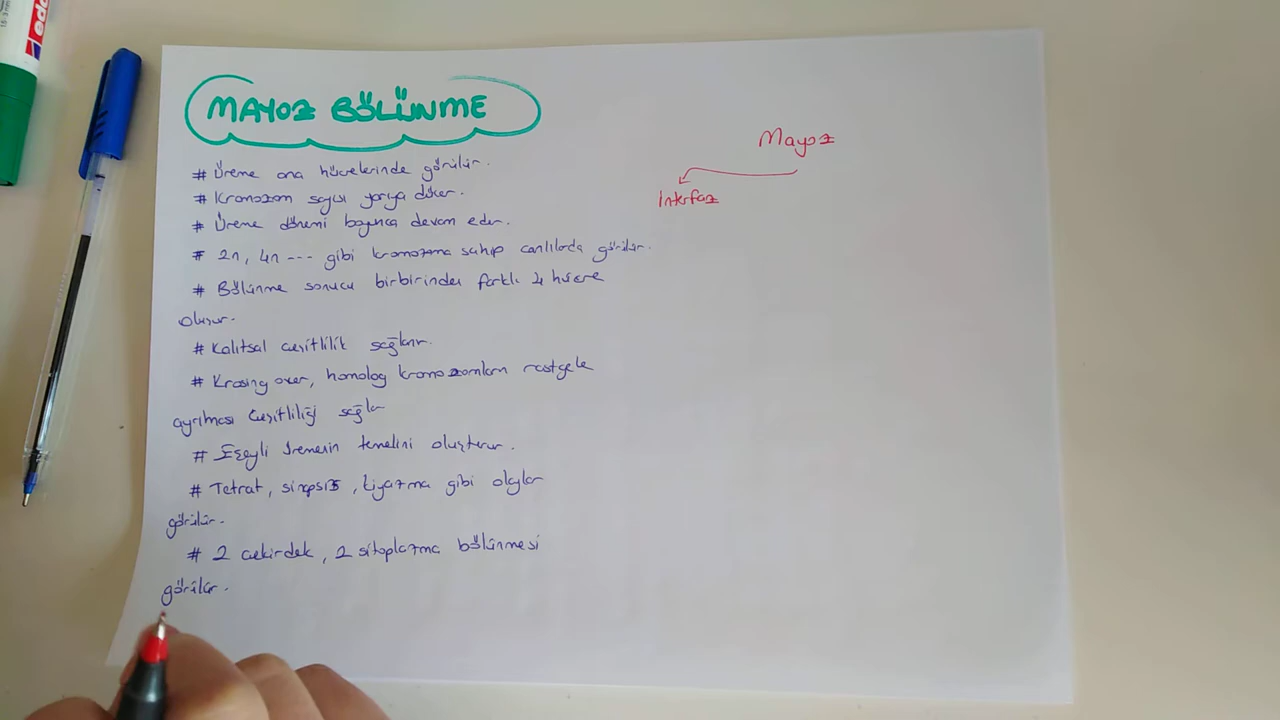 MAYOZ BÖLÜNME
# Üreme ana hücrelerinde görülür.
# Kromozom sayısı yarıya düşer.
# Üreme dönemi boyunca devam eder.
# 2n, 4n --- gibi kromozoma sahip canlılarda görülür.
# Bölünme sonucu birbirinden farklı 4 hücre
oluşur.
# Kalıtsal çeşitlilik sağlanır.
# Krosing over, homolog kromozomların rastgele
ayrılması çeşitliliği sağlar
# Eşeyli üremenin temelini oluşturur.
# Tetrat, sinapsis, kiyazma gibi olaylar
görülür.
# 2 çekirdek, 2 sitoplazma bölünmesi
görülür.
Mayoz
İnterfaz
edd